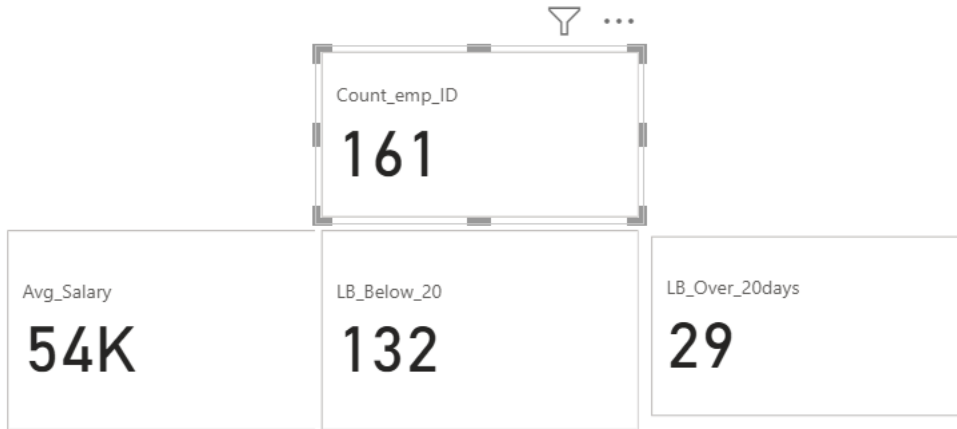 Count_emp_ID
161
Avg_Salary
54K
LB_Below_20
132
LB_Over_20days
29